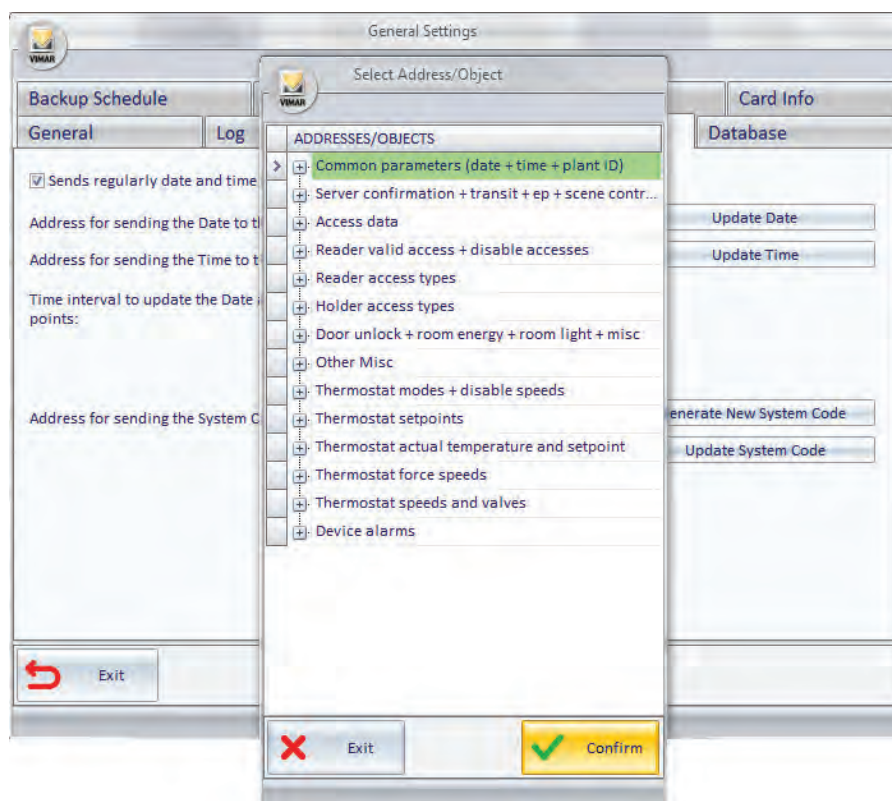 General Settings
VIMAR
Select Address/Object
VIMAR
Backup Schedule
Card Info
General
Log
Database
ADDRESSES/OBJECTS
Common parameters (date + time + plant ID)
Server confirmation + transit + ep + scene contr...
Access data
Reader valid access + disable accesses
Reader access types
Holder access types
Door unlock + room energy + room light + misc
Other Misc
Thermostat modes + disable speeds
Thermostat setpoints
Thermostat actual temperature and setpoint
Thermostat force speeds
Thermostat speeds and valves
Device alarms
Sends regularly date and time
Address for sending the Date to
Address for sending the Time to
Time interval to update the Date
points:
Address for sending the System
Update Date
Update Time
enerate New System Code
Update System Code
Exit
Exit
Confirm